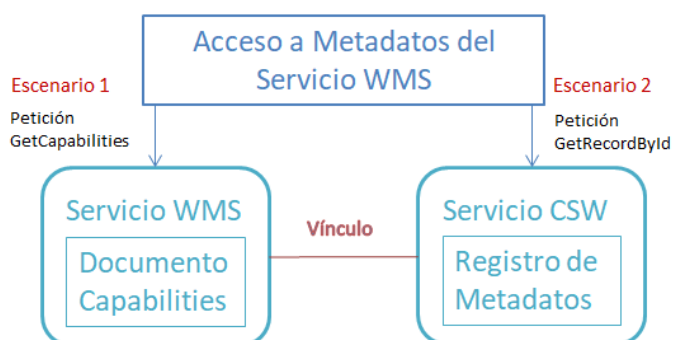 Acceso a Metadatos del
Servicio WMS
Escenario 1
Petición
GetCapabilities
Escenario 2
Petición
GetRecordById
Servicio WMS
Documento
Capabilities
Vínculo
Servicio CSW
Registro de
Metadatos